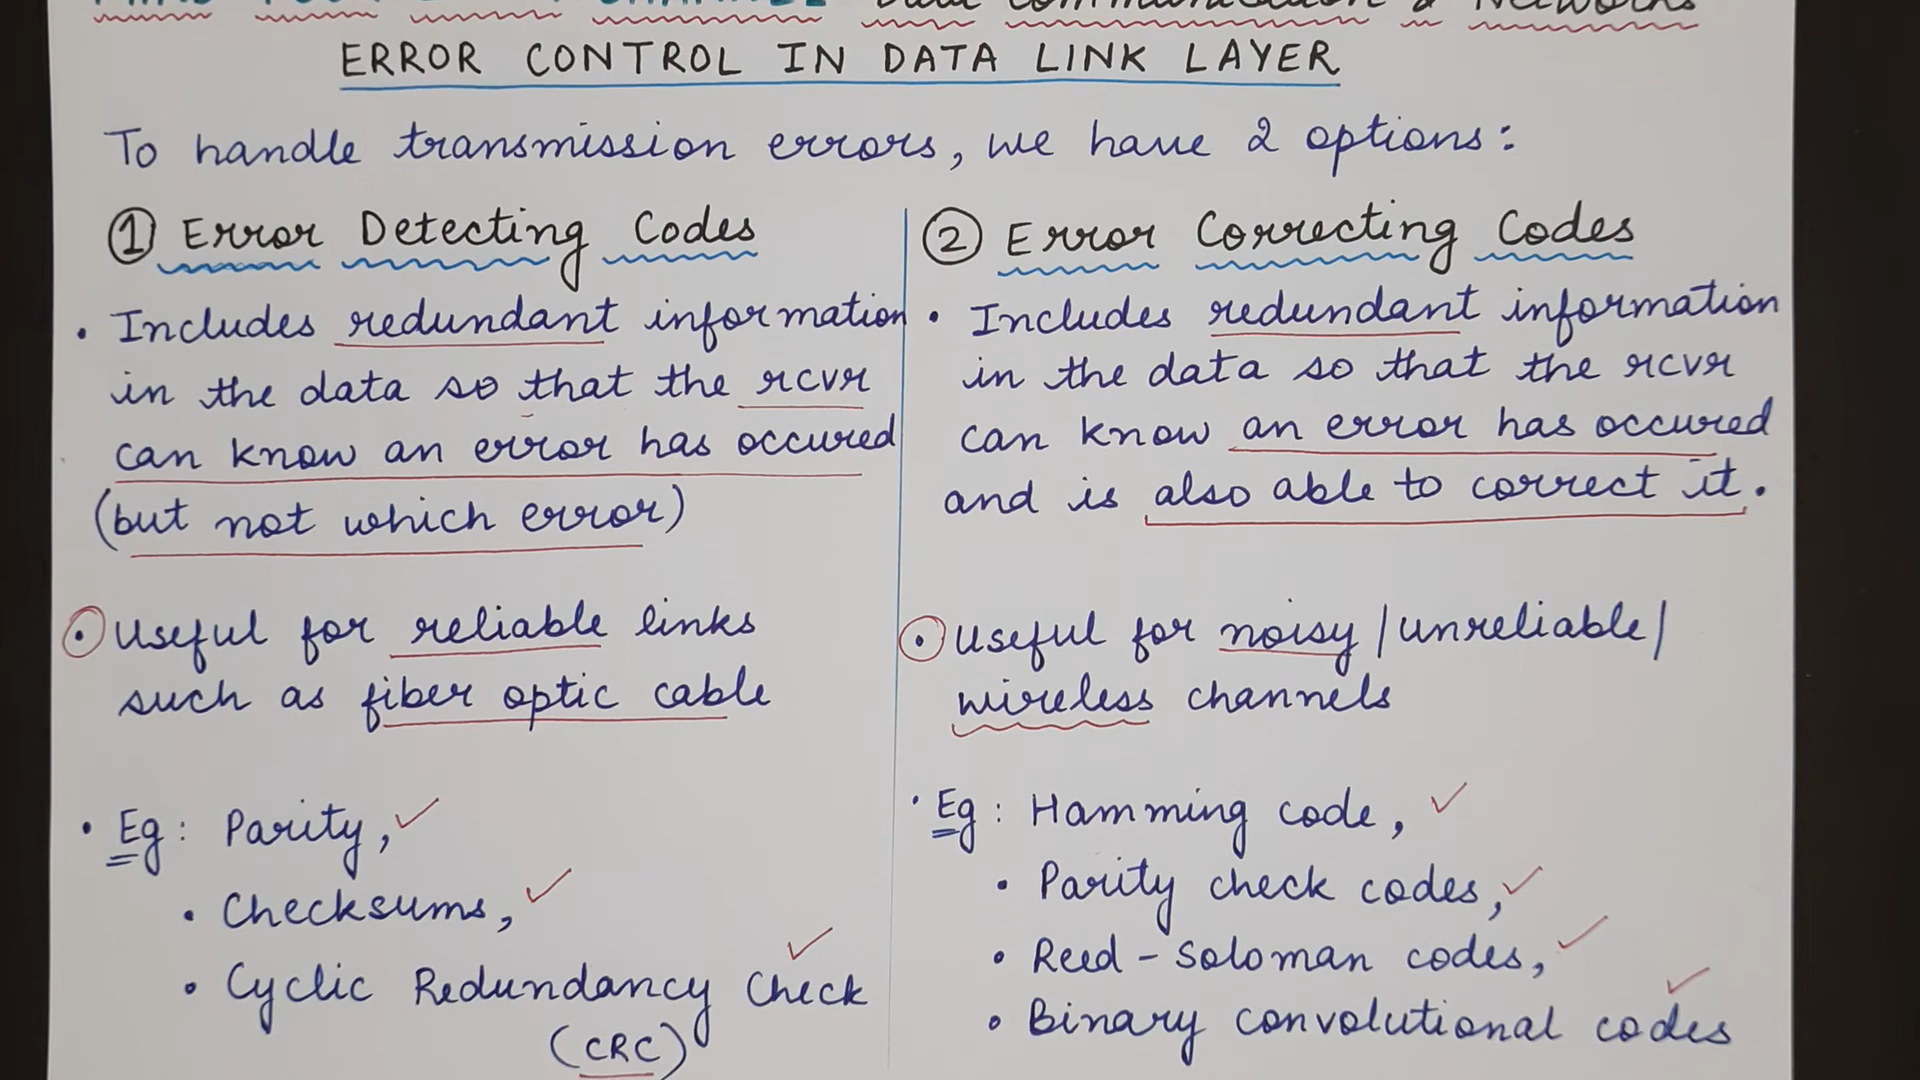 Data Communication & Networks
ERROR CONTROL IN DATA LINK LAYER
To handle transmission errors, we have 2 options:
① Error Detecting Codes
• Includes redundant information
in the data so that the rcvr
can know an error has occured
(but not which error)
• Useful for reliable links
such as fiber optic cable
• Eg: Parity,
• Checksums,
• Cyclic Redundancy Check
(CRC)
② Error Correcting Codes
• Includes redundant information
in the data so that the rcvr
can know an error has occured
and is also able to correct it.
• Useful for noisy/unreliable/
wireless channels
• Eg: Hamming code,
• Parity check codes,
• Reed-Soloman codes,
• Binary convolutional codes